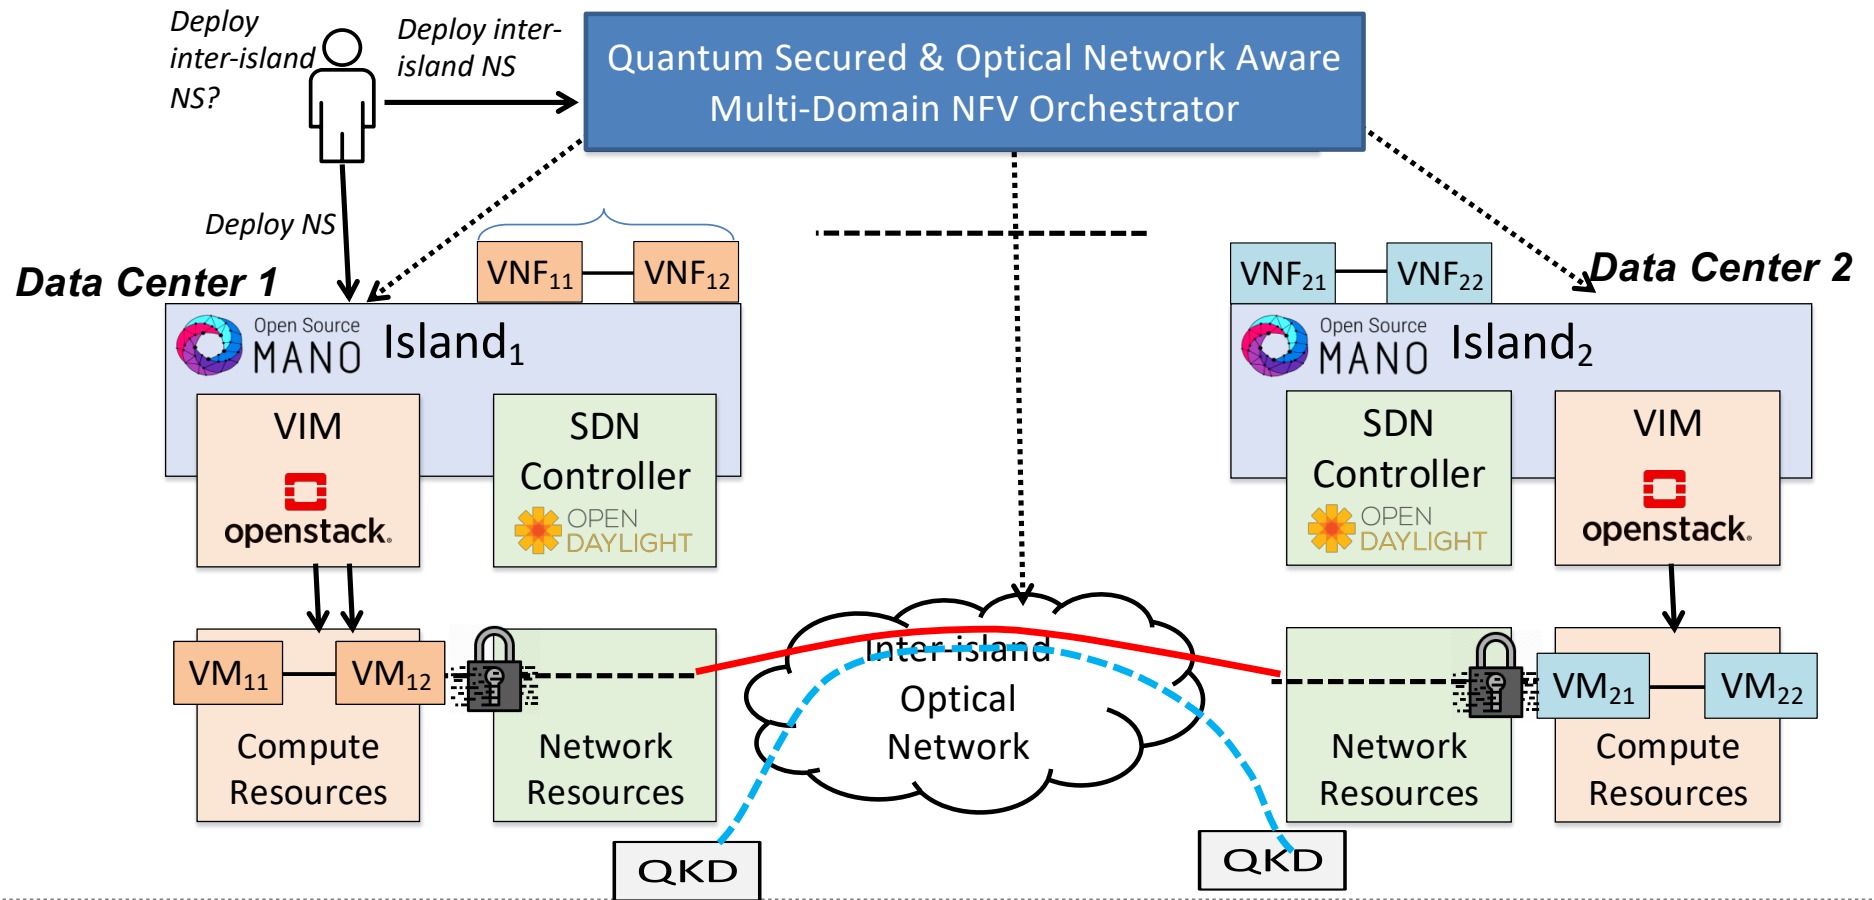 Deploy
inter-island
NS?
Deploy inter-
island NS
Quantum Secured & Optical Network Aware
Multi-Domain NFV Orchestrator
Deploy NS
Data Center 1
VNF11
VNF12
VNF21
VNF22
Data Center 2
Open Source
MANO
Island1
Open Source
MANO
Island2
VIM
openstack.
SDN
Controller
OPEN
DAYLIGHT
SDN
Controller
OPEN
DAYLIGHT
VIM
openstack.
VM11
VM12
Compute
Resources
Network
Resources
Inter-island
Optical
Network
Network
Resources
VM21
VM22
Compute
Resources
QKD
QKD